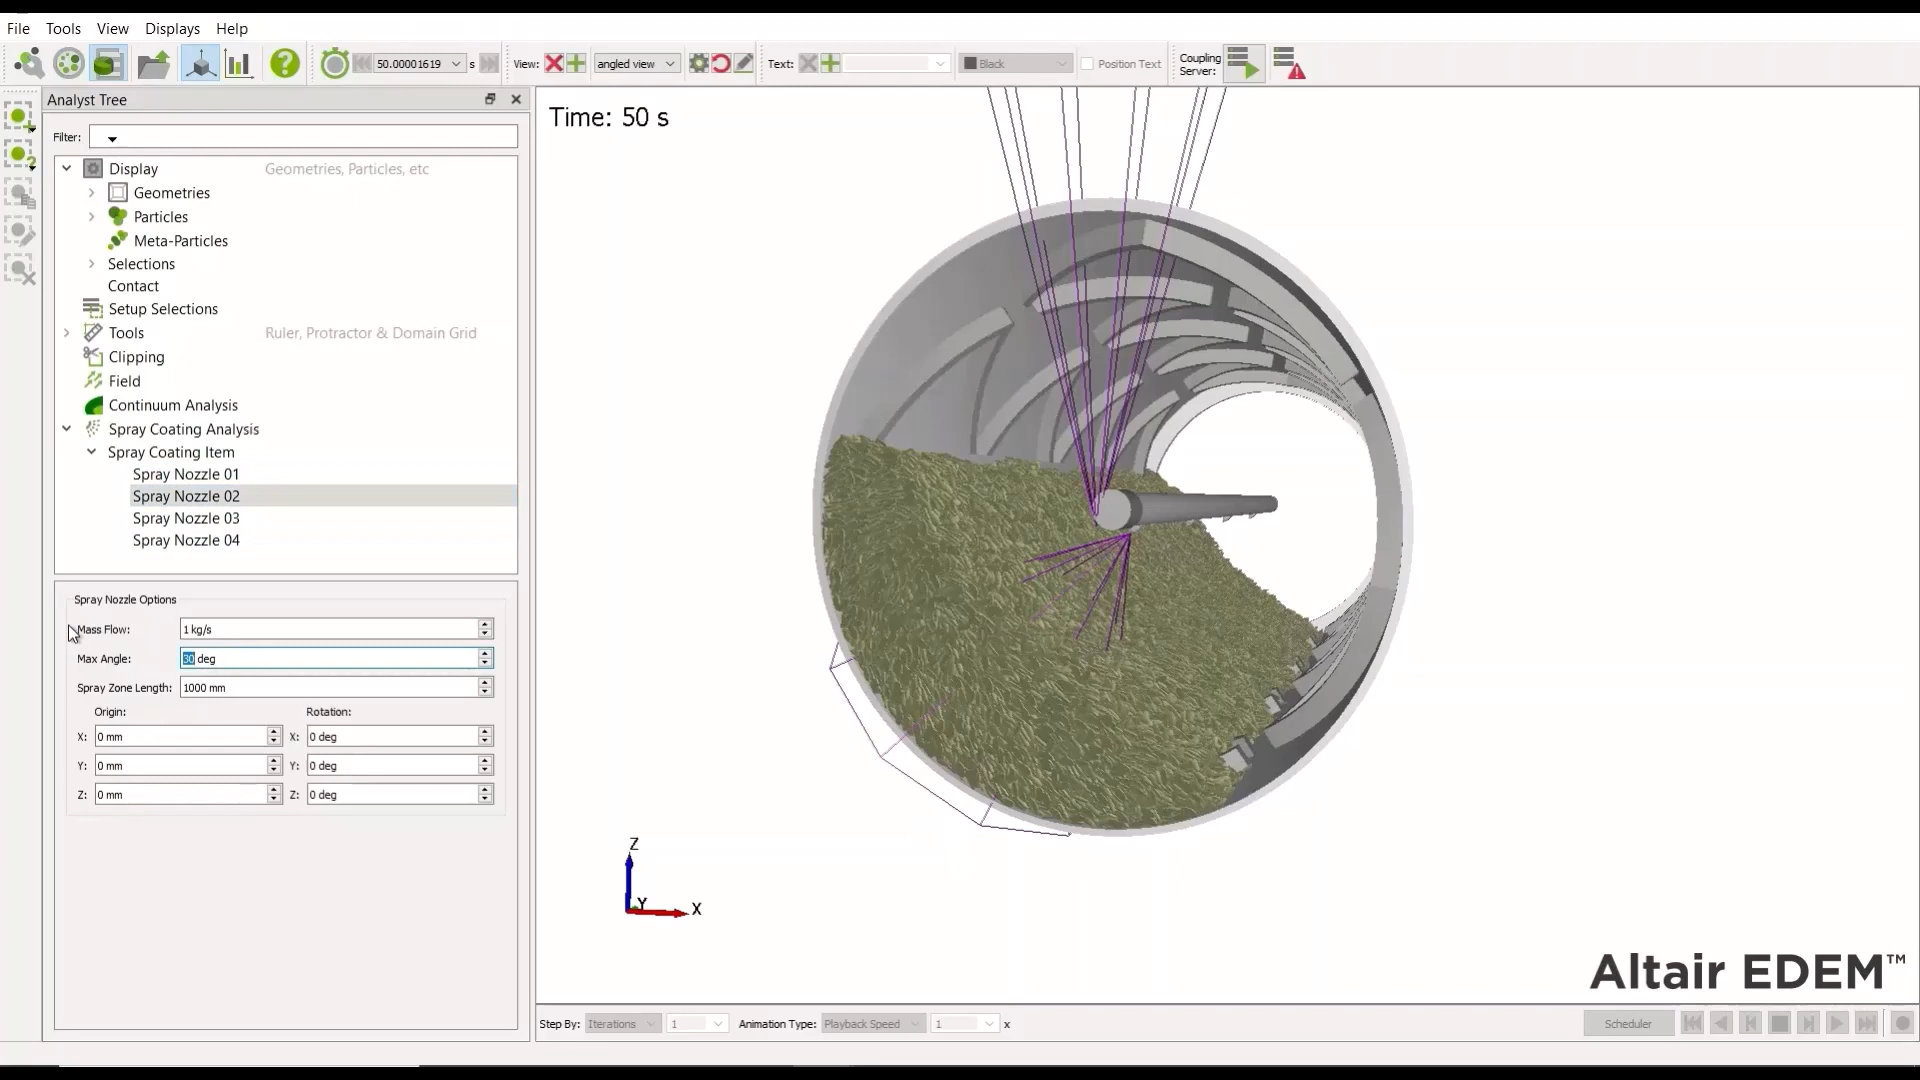 File Tools View Displays Help
50.00001619 s View: angled view Text: Black Position Text Coupling Server:
Analyst Tree
Filter:
Display Geometries, Particles, etc
Geometries
Particles
Meta-Particles
Selections
Contact
Setup Selections
Tools Ruler, Protractor & Domain Grid
Clipping
Field
Continuum Analysis
Spray Coating Analysis
Spray Coating Item
Spray Nozzle 01
Spray Nozzle 02
Spray Nozzle 03
Spray Nozzle 04
Spray Nozzle Options
Mass Flow: 1 kg/s
Max Angle: 30 deg
Spray Zone Length: 1000 mm
Origin: Rotation:
X: 0 mm X: 0 deg
Y: 0 mm Y: 0 deg
Z: 0 mm Z: 0 deg
Time: 50 s
Z
Y
X
Altair EDEM™
Step By: Iterations 1 Animation Type: Playback Speed 1 x Scheduler